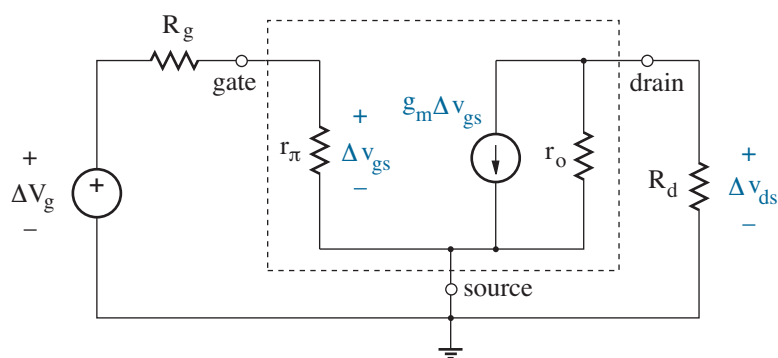 R_g
gate
drain
+
ΔV_g
−
+
r_π
+
Δv_gs
−
g_mΔv_gs
r_o
R_d
+
Δv_ds
−
source